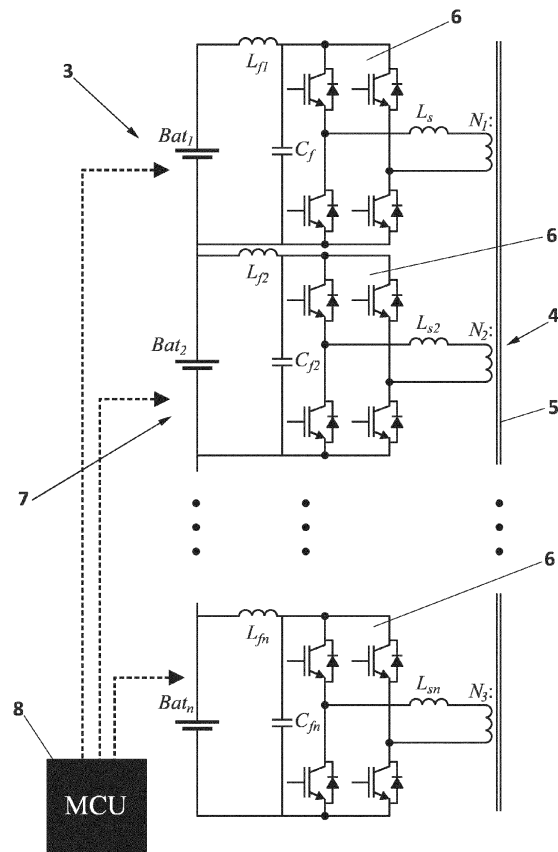 6
L_f1
3
L_s
N_1:
Bat_1
C_f
6
L_f2
L_s2
N_2:
4
Bat_2
C_f2
5
7
6
L_fn
L_sn
N_3:
8
Bat_n
C_fn
MCU